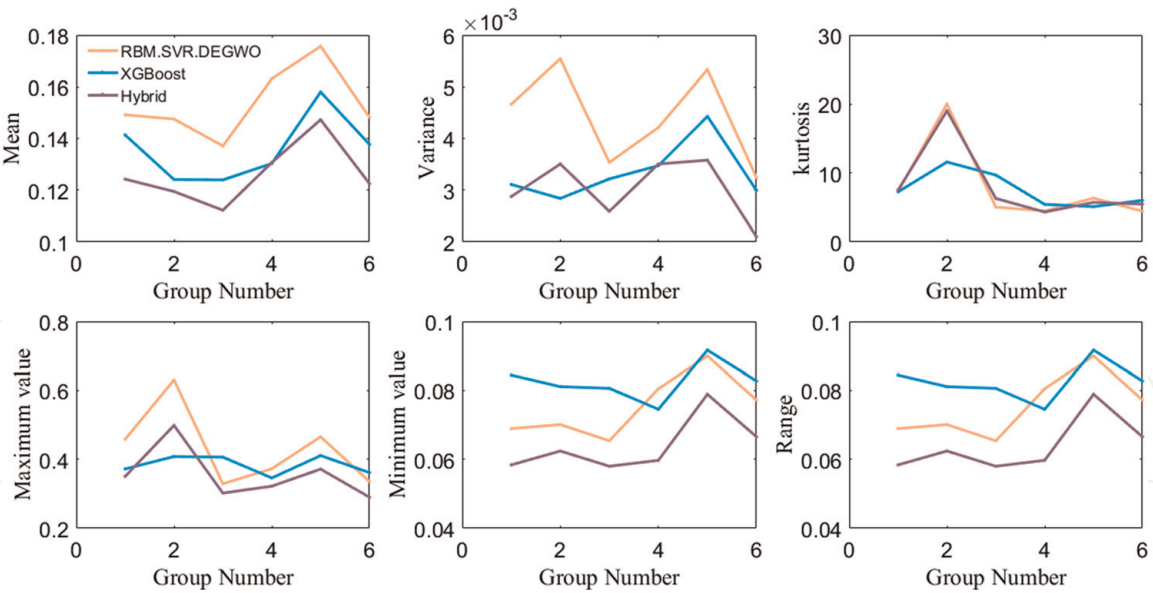 Mean
0.18
0.16
0.14
0.12
0.1
RBM.SVR.DEGWO
XGBoost
Hybrid
0 2 4 6
Group Number
×10⁻³
Variance
6
5
4
3
2
0 2 4 6
Group Number
kurtosis
30
20
10
0
0 2 4 6
Group Number
Maximum value
0.8
0.6
0.4
0.2
0 2 4 6
Group Number
Minimum value
0.1
0.08
0.06
0.04
0 2 4 6
Group Number
Range
0.1
0.08
0.06
0.04
0 2 4 6
Group Number